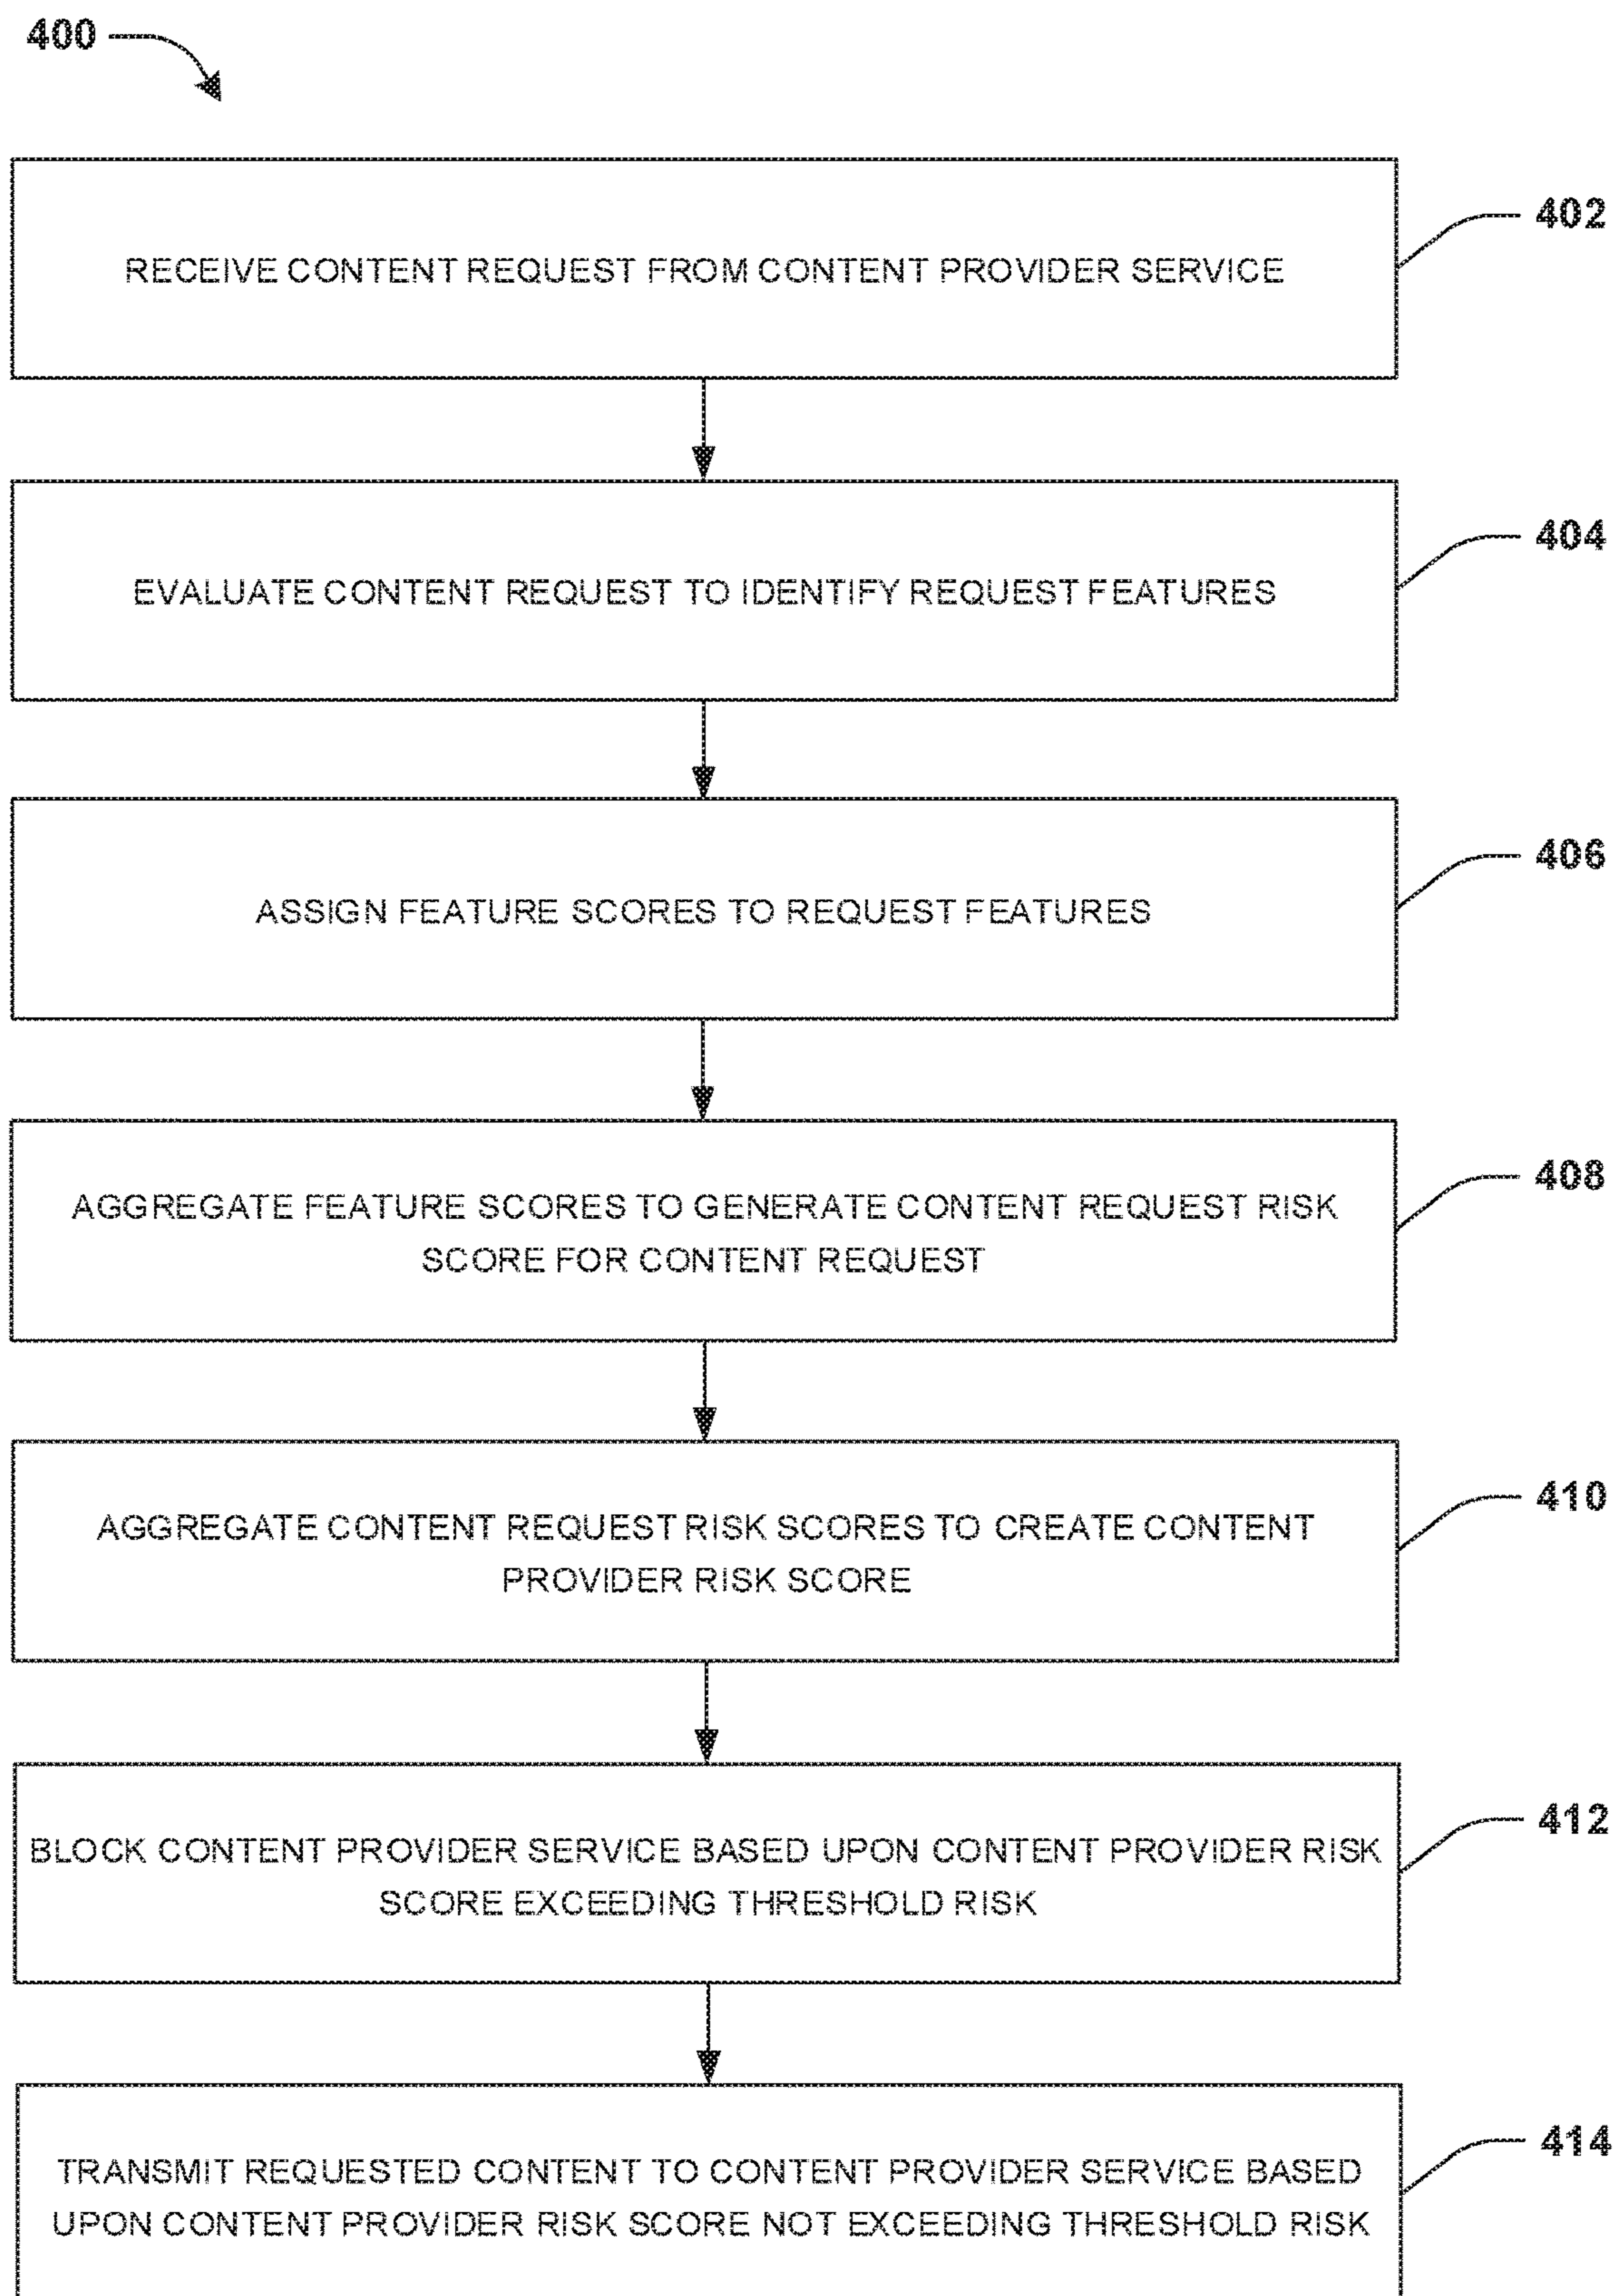 400
RECEIVE CONTENT REQUEST FROM CONTENT PROVIDER SERVICE
402
EVALUATE CONTENT REQUEST TO IDENTIFY REQUEST FEATURES
404
ASSIGN FEATURE SCORES TO REQUEST FEATURES
406
AGGREGATE FEATURE SCORES TO GENERATE CONTENT REQUEST RISK
SCORE FOR CONTENT REQUEST
408
AGGREGATE CONTENT REQUEST RISK SCORES TO CREATE CONTENT
PROVIDER RISK SCORE
410
BLOCK CONTENT PROVIDER SERVICE BASED UPON CONTENT PROVIDER RISK
SCORE EXCEEDING THRESHOLD RISK
412
TRANSMIT REQUESTED CONTENT TO CONTENT PROVIDER SERVICE BASED
UPON CONTENT PROVIDER RISK SCORE NOT EXCEEDING THRESHOLD RISK
414